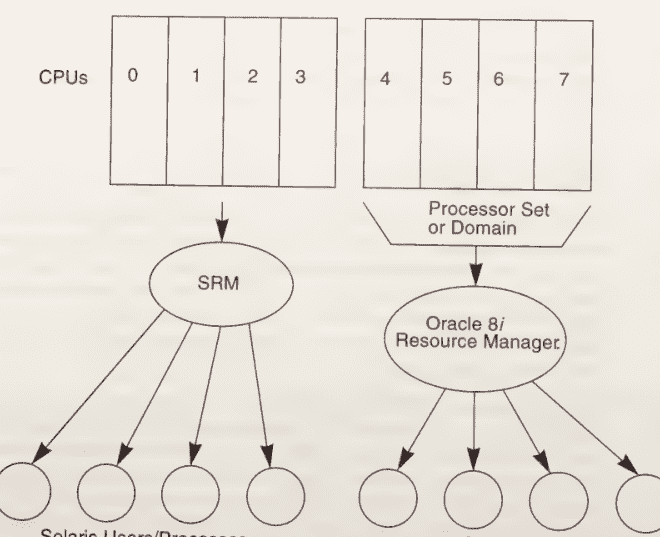 CPUs 0 1 2 3 4 5 6 7
Processor Set
or Domain
SRM
Oracle 8i
Resource Manager
Solaris Users/Processes